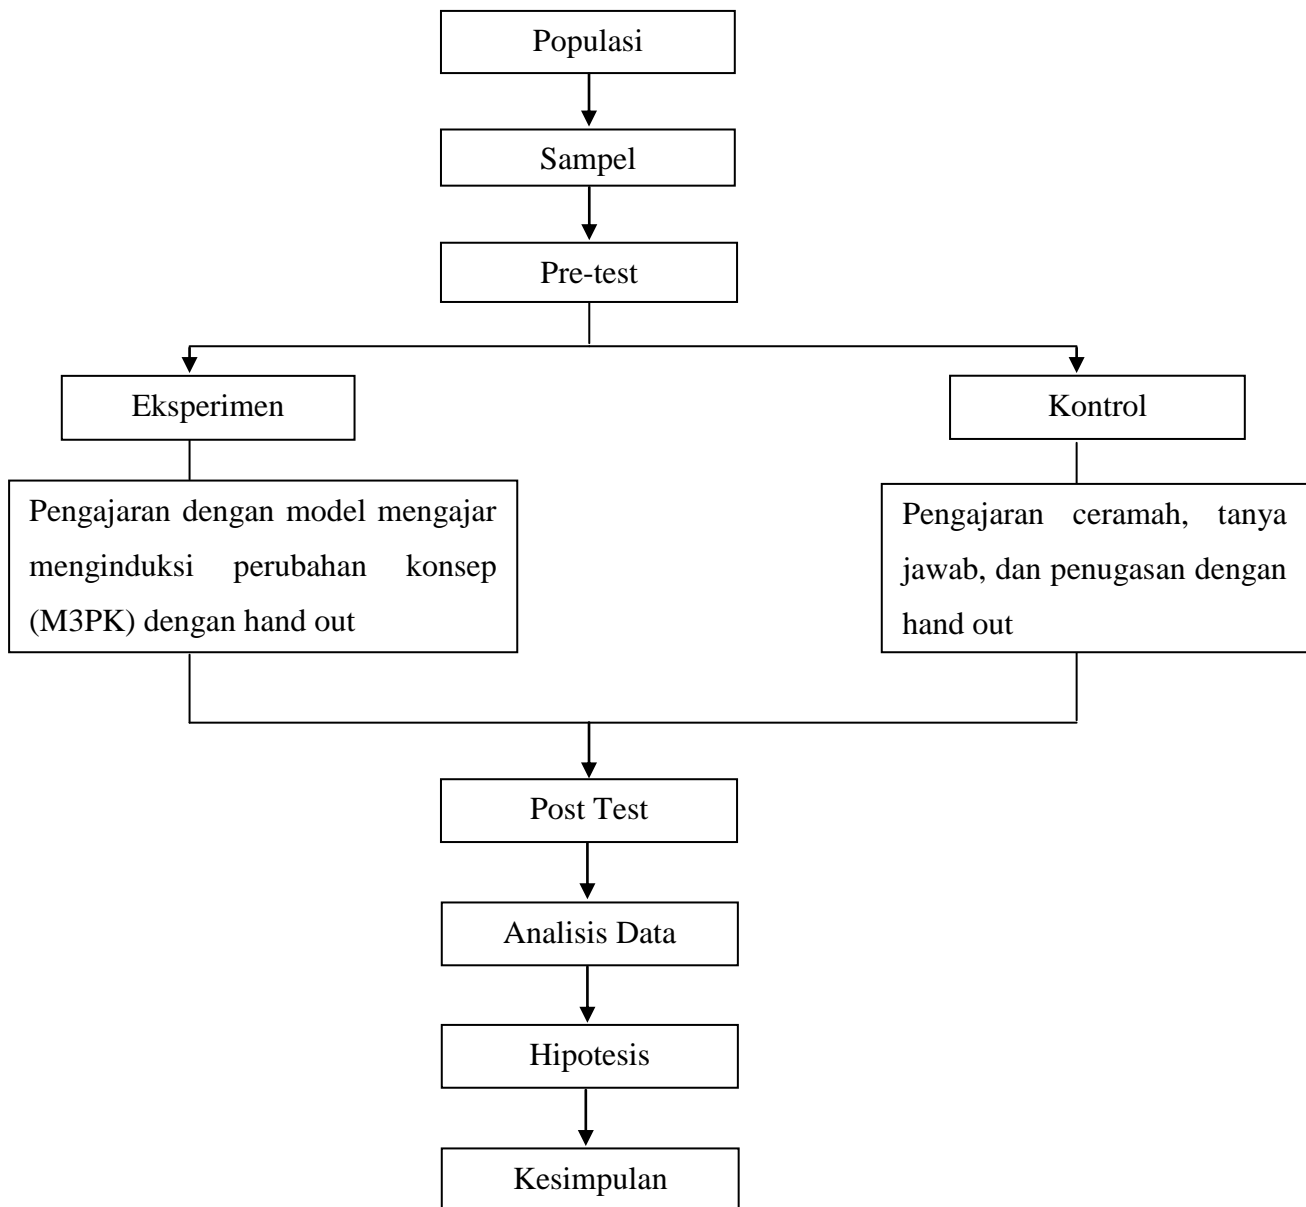 Populasi
Sampel
Pre-test
Eksperimen
Kontrol
Pengajaran dengan model mengajar
menginduksi perubahan konsep
(M3PK) dengan hand out
Pengajaran ceramah, tanya
jawab, dan penugasan dengan
hand out
Post Test
Analisis Data
Hipotesis
Kesimpulan